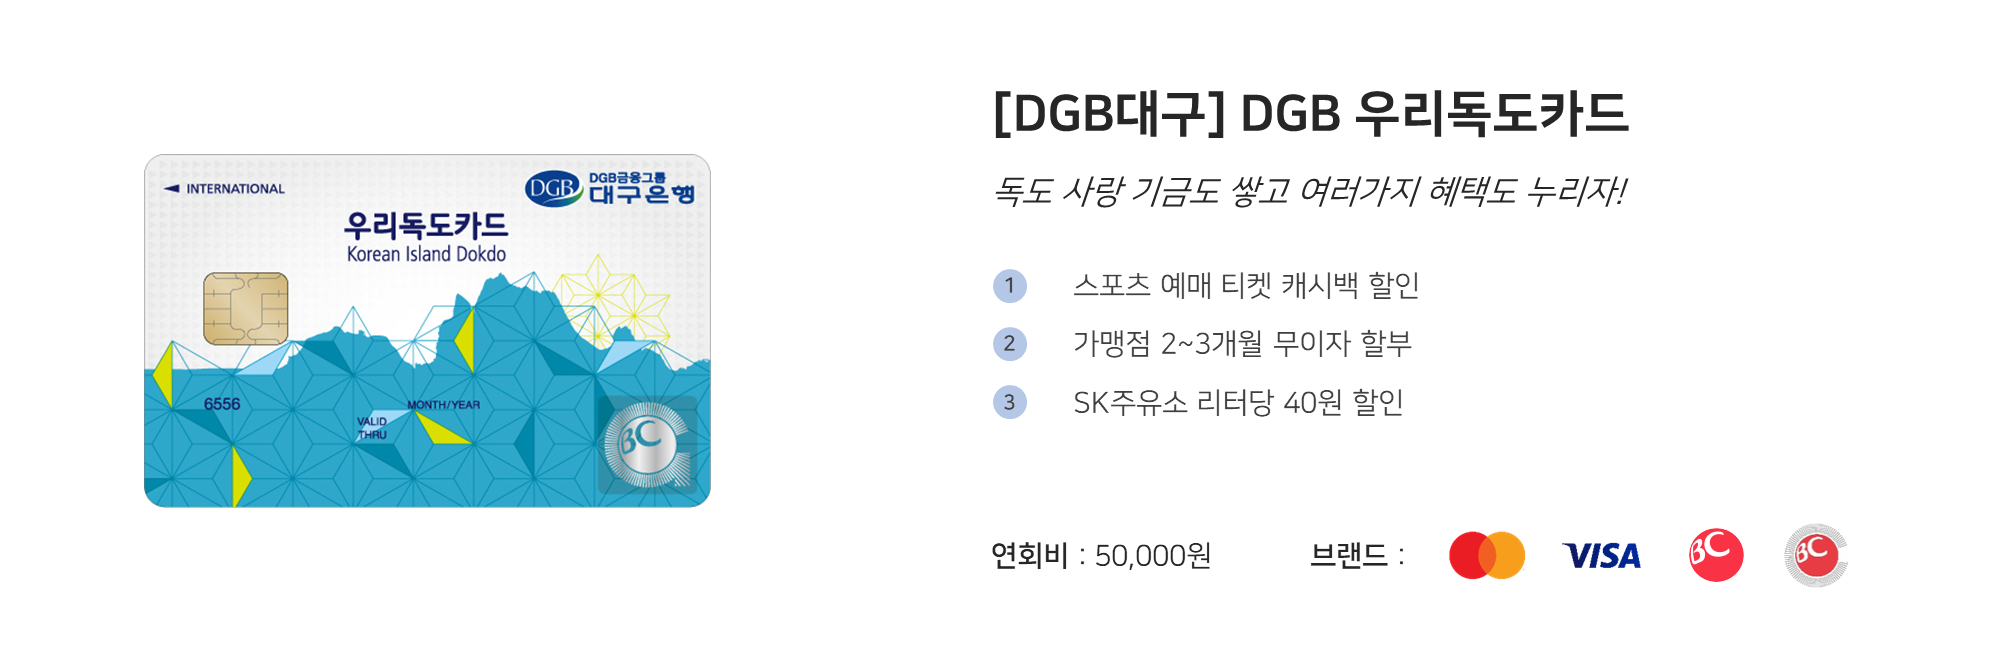 INTERNATIONAL
DGB
DGB금융그룹
대구은행
우리독도카드
Korean Island Dokdo
6556
MONTH/YEAR
VALID
THRU
BC
[DGB대구] DGB 우리독도카드
독도 사랑 기금도 쌓고 여러가지 혜택도 누리자!
1 스포츠 예매 티켓 캐시백 할인
2 가맹점 2~3개월 무이자 할부
3 SK주유소 리터당 40원 할인
연회비 : 50,000원 브랜드 : VISA BC BC